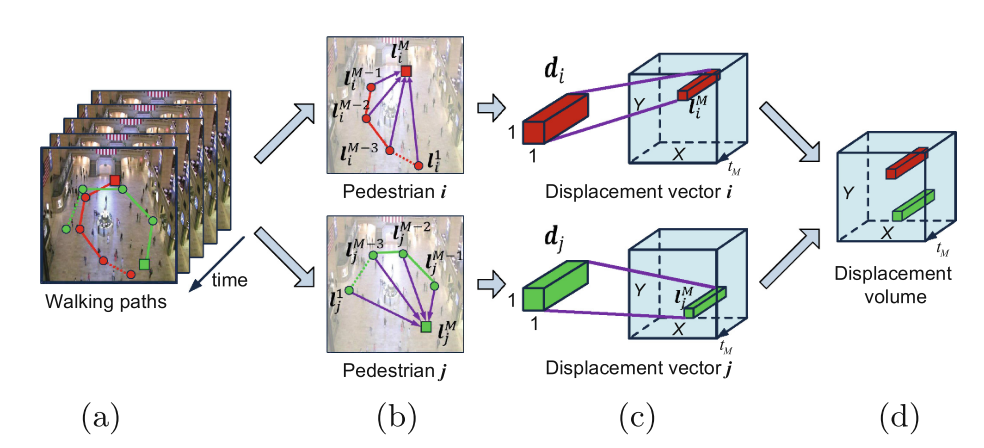 time
Walking paths
(a)
l_i^M
l_i^{M-1}
l_i^{M-2}
l_i^{M-3}
l_i^1
Pedestrian i
l_j^{M-2}
l_j^{M-3}
l_j^{M-1}
l_j^1
l_j^M
Pedestrian j
(b)
d_i
1
1
Y
l_i^M
X
t_M
Displacement vector i
d_j
1
1
Y
l_j^M
X
t_M
Displacement vector j
(c)
Y
X
t_M
Displacement
volume
(d)